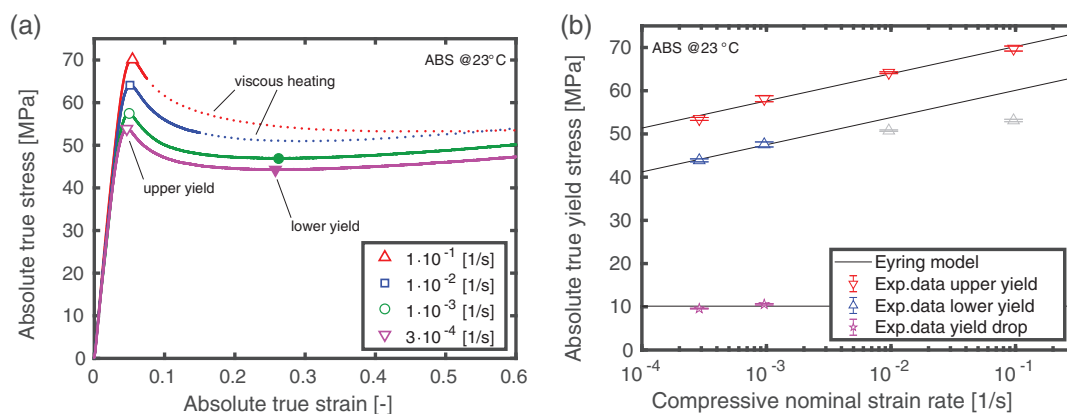 (a)
Absolute true stress [MPa]
70
60
50
40
30
20
10
0
ABS @23°C
viscous heating
upper yield
lower yield
1·10⁻¹ [1/s]
1·10⁻² [1/s]
1·10⁻³ [1/s]
3·10⁻⁴ [1/s]
0 0.1 0.2 0.3 0.4 0.5 0.6
Absolute true strain [-]
(b)
Absolute true yield stress [MPa]
70
60
50
40
30
20
10
0
ABS @23°C
Eyring model
Exp.data upper yield
Exp.data lower yield
Exp.data yield drop
10⁻⁴ 10⁻³ 10⁻² 10⁻¹
Compressive nominal strain rate [1/s]